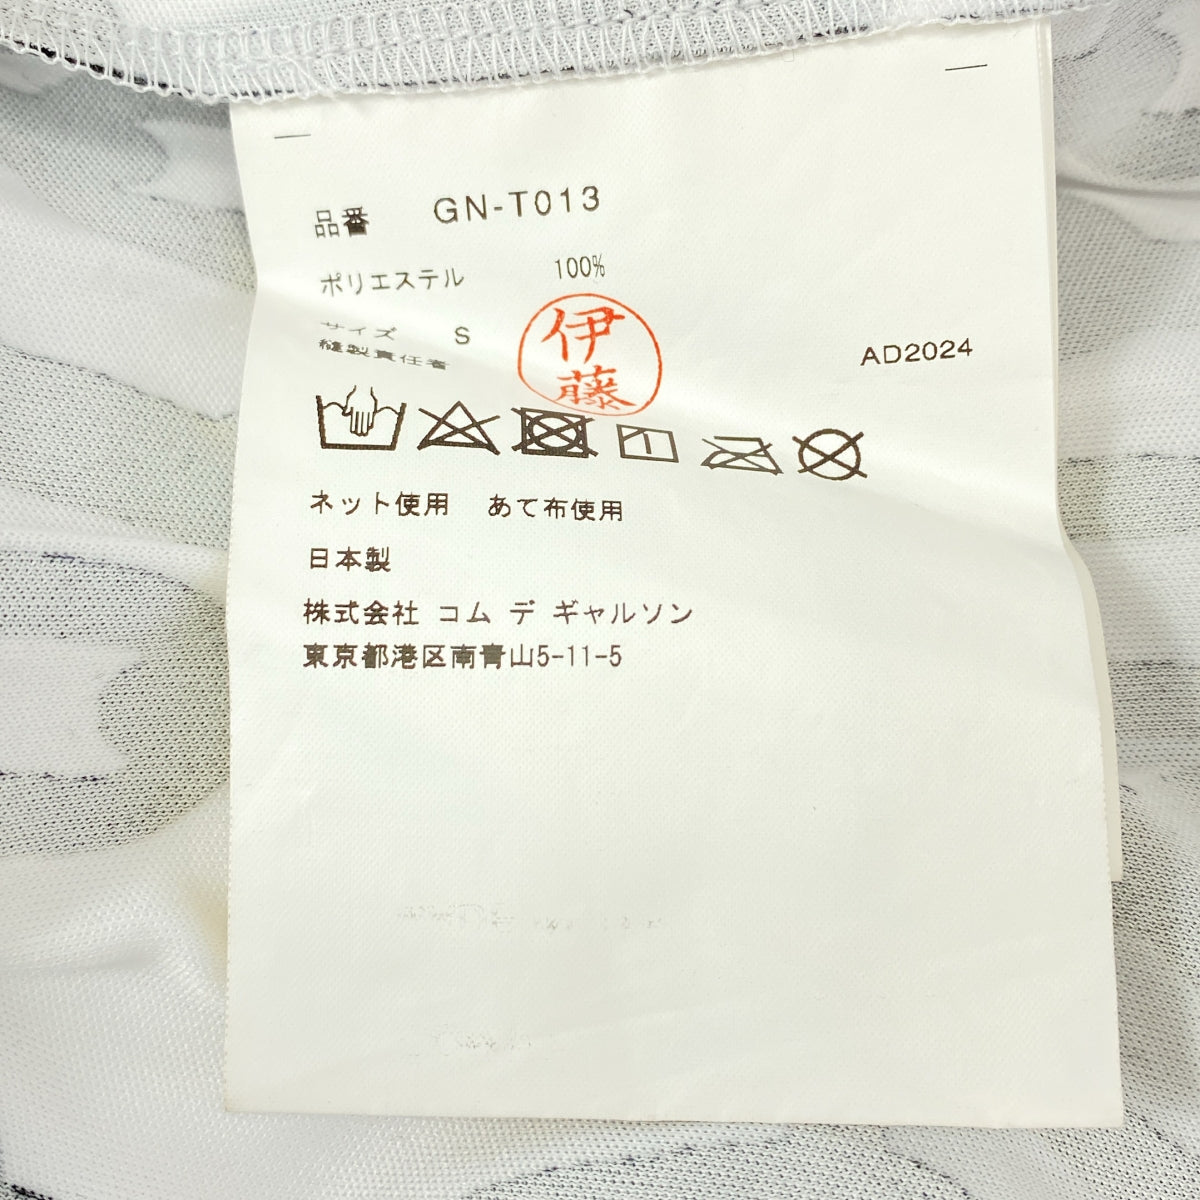 品番 GN-T013
ポリエステル 100%
サイズ S
縫製責任者 伊藤
AD2024
ネット使用 あて布使用
日本製
株式会社 コム デ ギャルソン
東京都港区南青山5-11-5